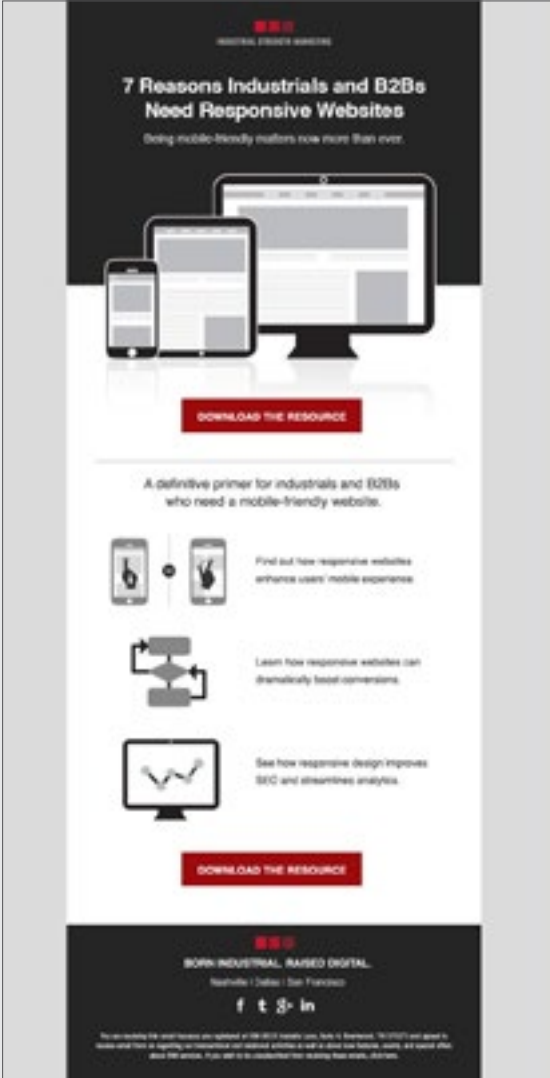 INDUSTRIAL STRENGTH MARKETING
7 Reasons Industrials and B2Bs
Need Responsive Websites
Being mobile-friendly matters now more than ever.
DOWNLOAD THE RESOURCE
A definitive primer for industrials and B2Bs
who need a mobile-friendly website.
Find out how responsive websites
enhance users' mobile experience.
Learn how responsive websites can
dramatically boost conversions.
See how responsive design improves
SEO and streamlines analytics.
DOWNLOAD THE RESOURCE
BORN INDUSTRIAL. RAISED DIGITAL.
Nashville | Dallas | San Francisco
f t g+ in